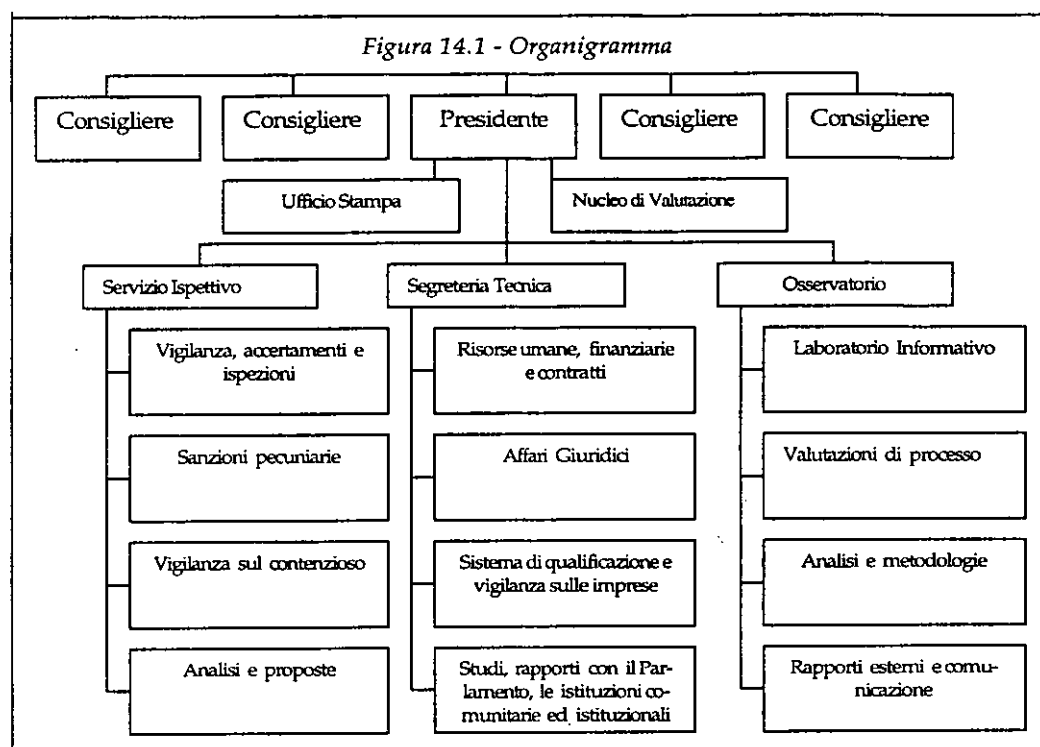 Figura 14.1 - Organigramma
Consigliere
Consigliere
Presidente
Consigliere
Consigliere
Ufficio Stampa
Nucleo di Valutazione
Servizio Ispettivo
Segreteria Tecnica
Osservatorio
Vigilanza, accertamenti e
ispezioni
Risorse umane, finanziarie
e contratti
Laboratorio Informativo
Sanzioni pecuniarie
Affari Giuridici
Valutazioni di processo
Vigilanza sul contenzioso
Sistema di qualificazione e
vigilanza sulle imprese
Analisi e metodologie
Analisi e proposte
Studi, rapporti con il Par-
lamento, le istituzioni co-
munitarie ed istituzionali
Rapporti esterni e comu-
nicazione